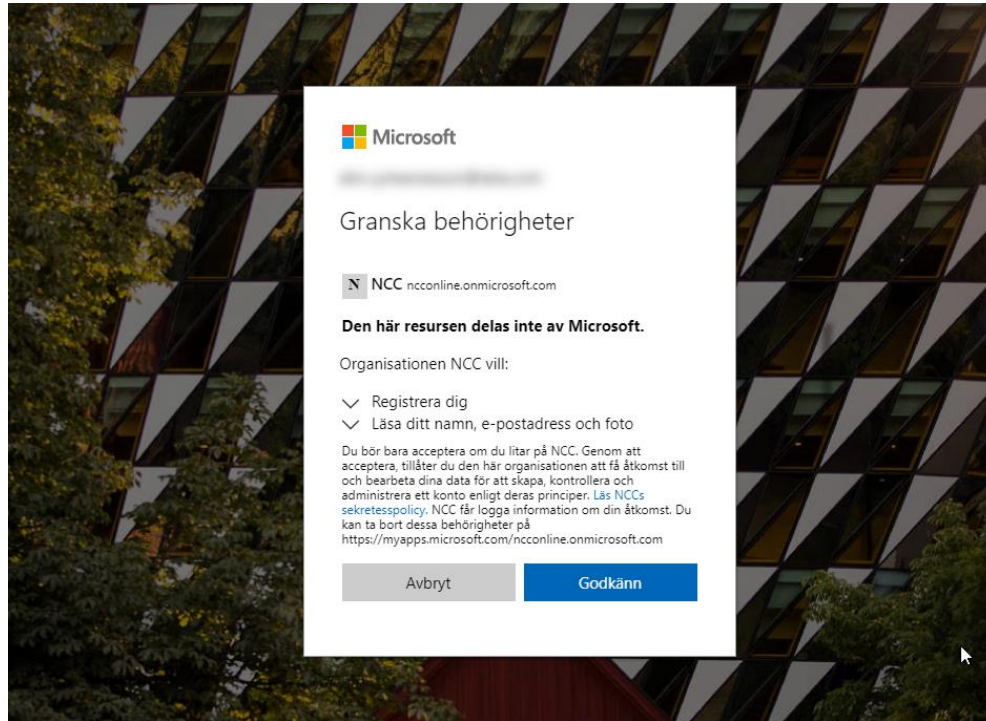 Microsoft
Granska behörigheter
N NCC ncconline.onmicrosoft.com
Den här resursen delas inte av Microsoft.
Organisationen NCC vill:
Registrera dig
Läsa ditt namn, e-postadress och foto
Du bör bara acceptera om du litar på NCC. Genom att
acceptera, tillåter du den här organisationen att få åtkomst till
och bearbeta dina data för att skapa, kontrollera och
administrera ett konto enligt deras principer. Läs NCCs
sekretesspolicy. NCC får logga information om din åtkomst. Du
kan ta bort dessa behörigheter på
https://myapps.microsoft.com/ncconline.onmicrosoft.com
Avbryt Godkänn